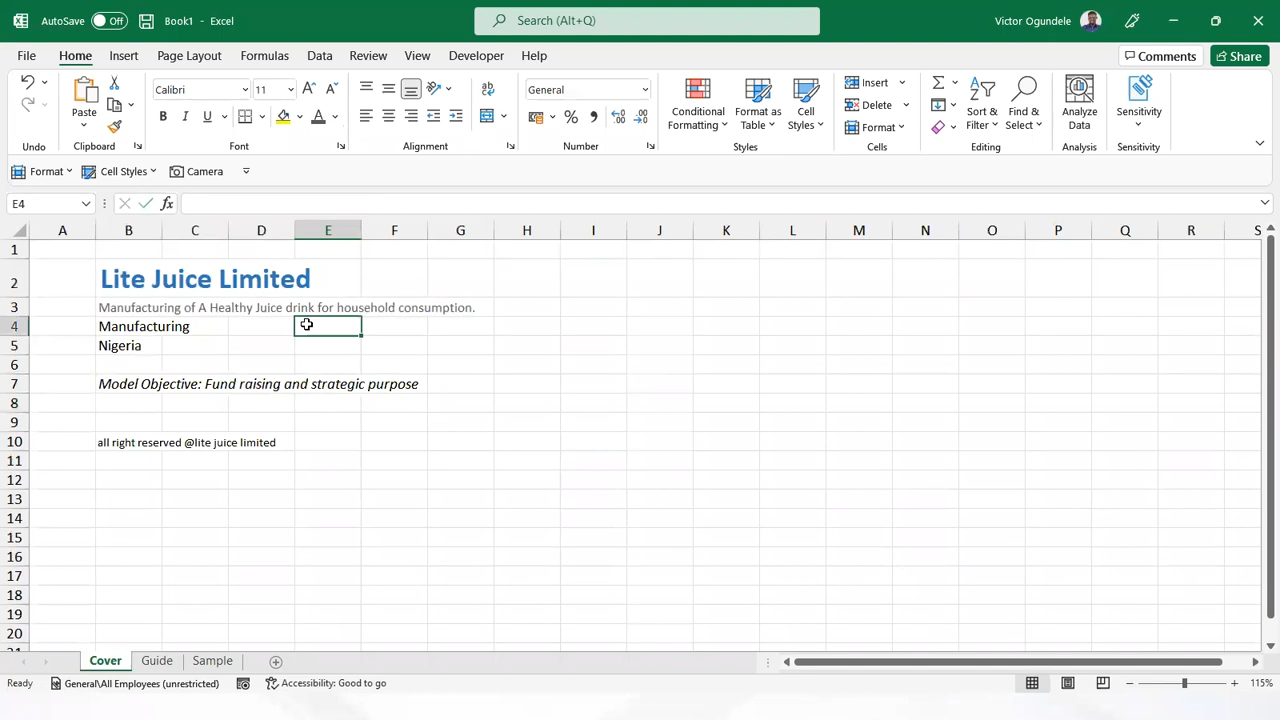 AutoSave Off Book1 - Excel Search (Alt+Q) Victor Ogundele
File Home Insert Page Layout Formulas Data Review View Developer Help Comments Share
Calibri 11 General
Insert
Delete
Format
Paste
Conditional Formatting
Format as Table
Cell Styles
Sort & Filter
Find & Select
Analyze Data
Sensitivity
Undo Clipboard Font Alignment Number Styles Cells Editing Analysis Sensitivity
Format Cell Styles Camera
E4 fx
A B C D E F G H I J K L M N O P Q R S
1
2 Lite Juice Limited
3 Manufacturing of A Healthy Juice drink for household consumption.
4 Manufacturing
5 Nigeria
6
7 Model Objective: Fund raising and strategic purpose
8
9
10 all right reserved @lite juice limited
11
12
13
14
15
16
17
18
19
20
21
Cover Guide Sample
Ready General\All Employees (unrestricted) Accessibility: Good to go 115%